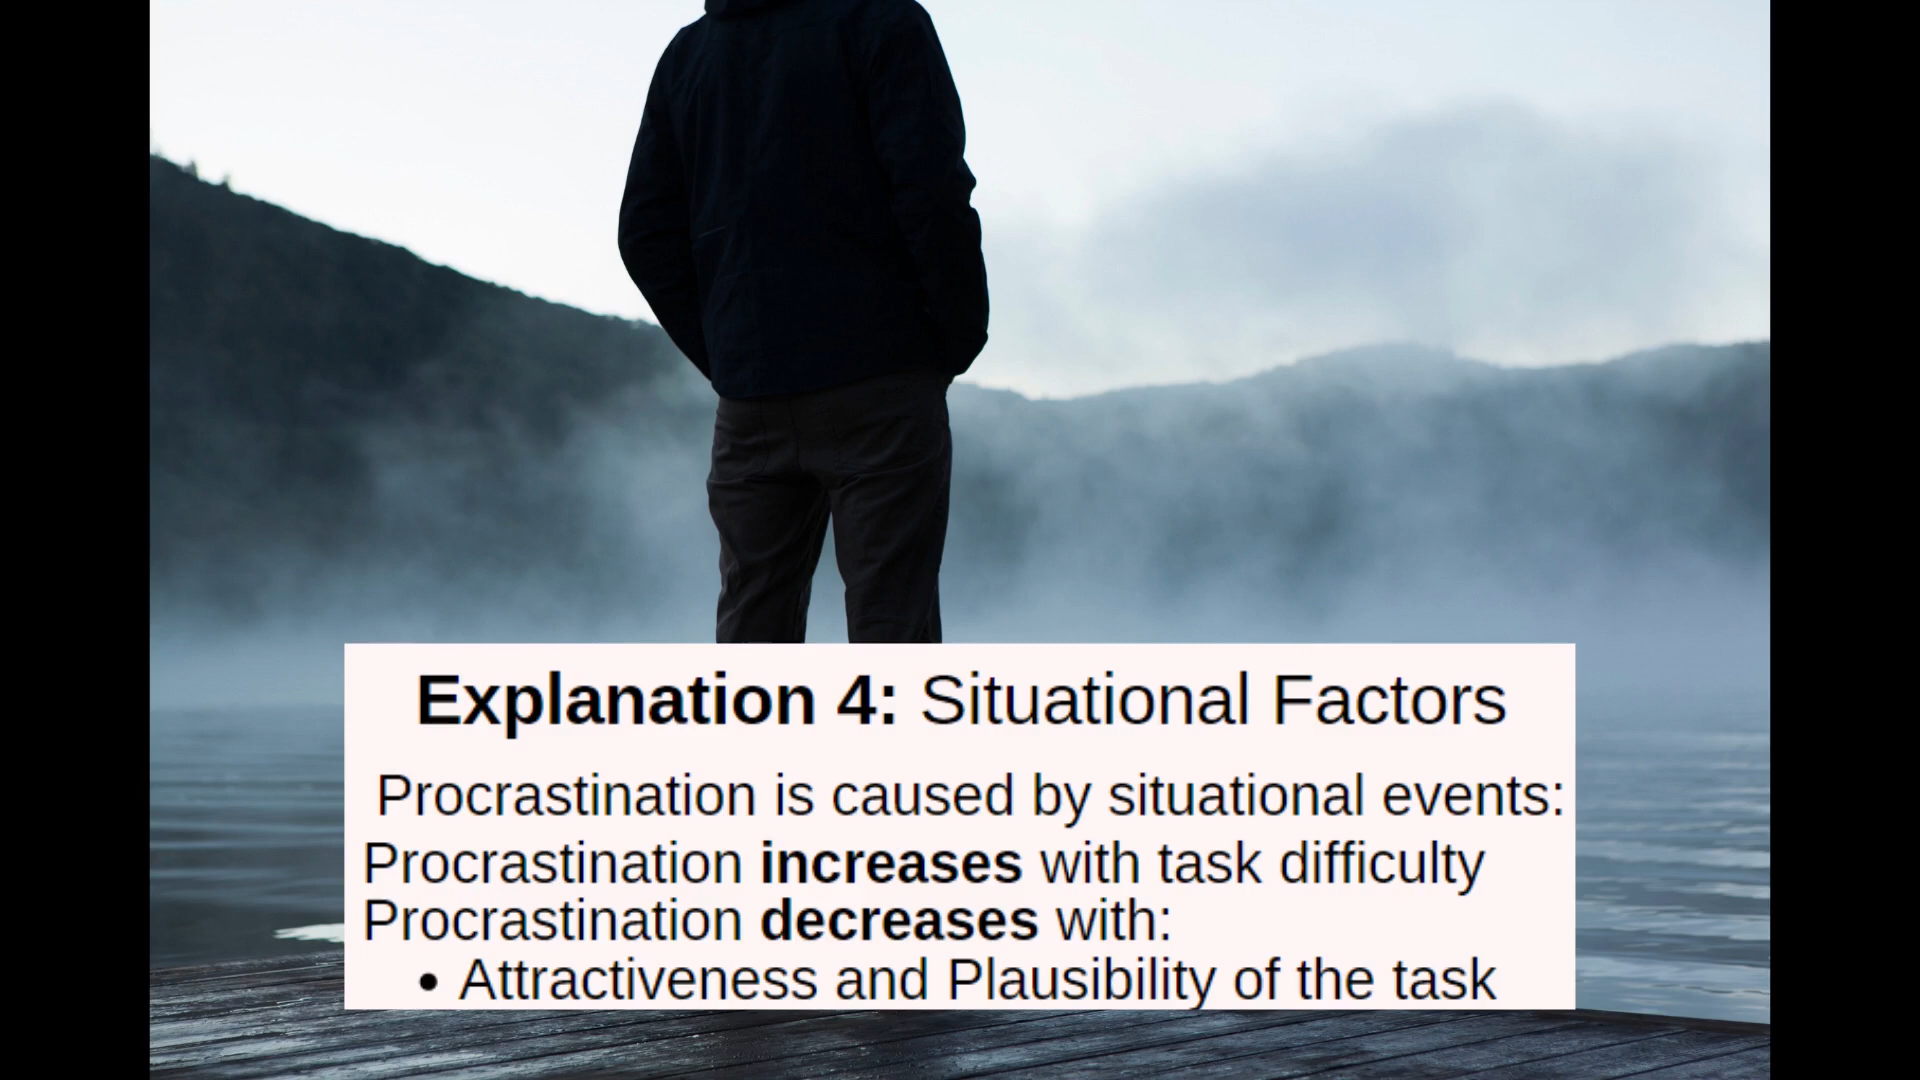 Explanation 4: Situational Factors
Procrastination is caused by situational events:
Procrastination increases with task difficulty
Procrastination decreases with:
• Attractiveness and Plausibility of the task